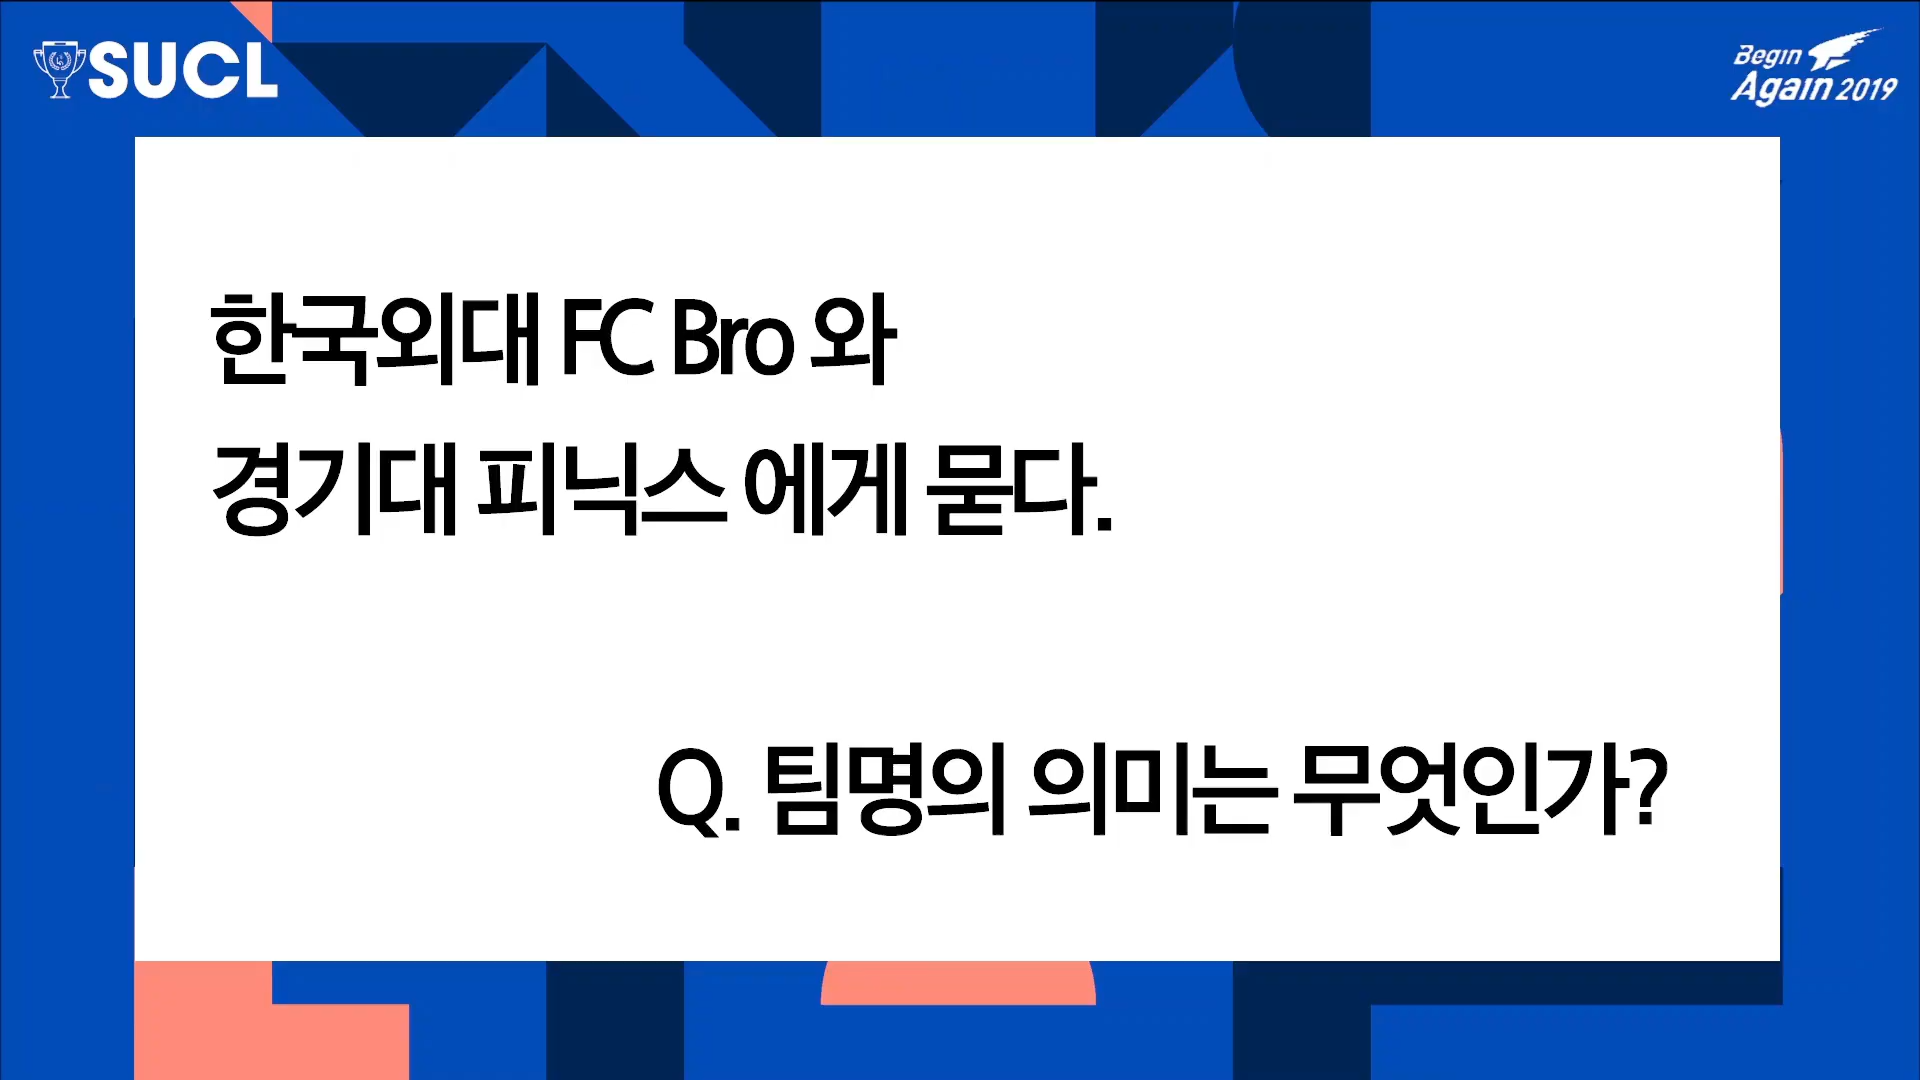 SUCL
Begin
Again 2019
한국외대 FC Bro 와
경기대 피닉스 에게 묻다.
Q. 팀명의 의미는 무엇인가?